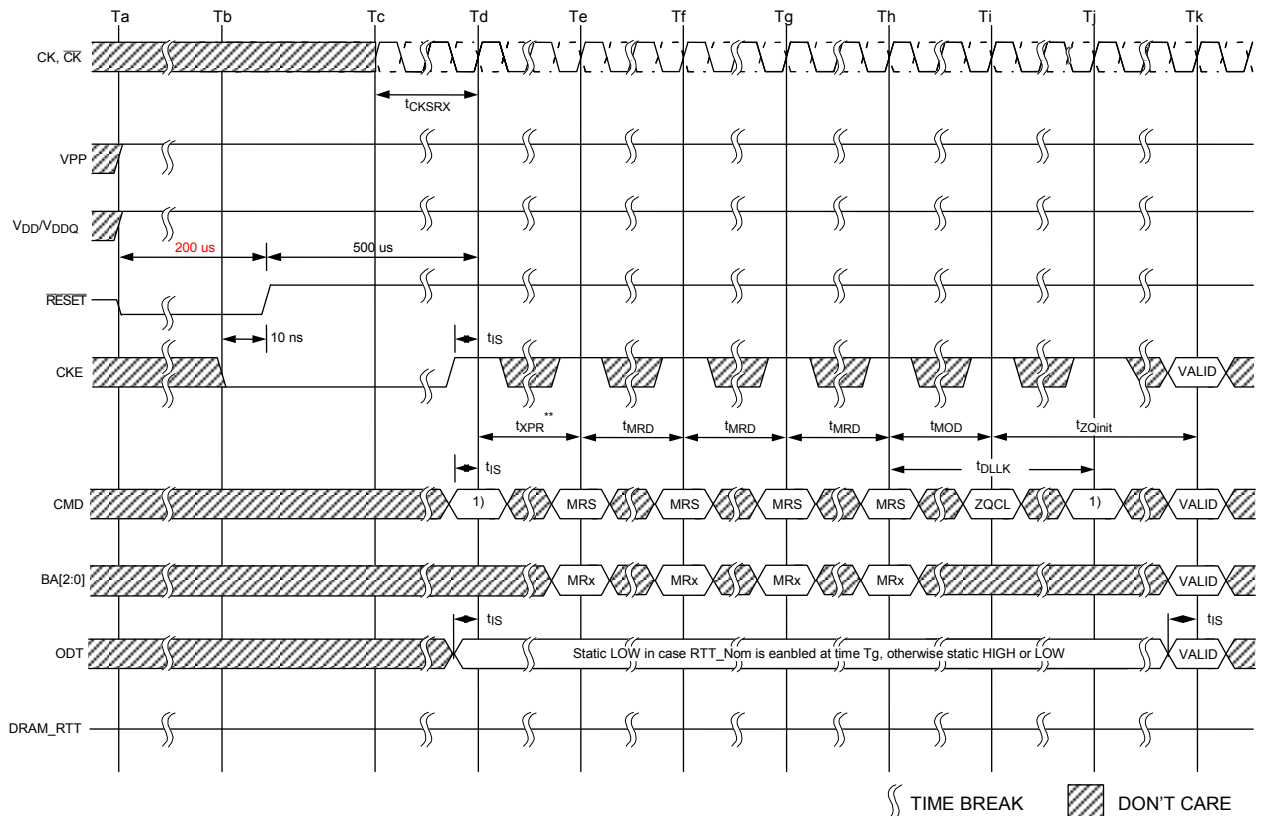 Ta Tb Tc Td Te Tf Tg Th Ti Tj Tk
CK, CK
tCKSRX
VPP
VDD/VDDQ
200 us 500 us
RESET
10 ns tIS
CKE VALID
tXPR** tMRD tMRD tMRD tMOD tZQinit
tIS tDLLK
CMD 1) MRS MRS MRS MRS ZQCL 1) VALID
BA[2:0] MRx MRx MRx MRx VALID
tIS tIS
ODT Static LOW in case RTT_Nom is eanbled at time Tg, otherwise static HIGH or LOW VALID
DRAM_RTT
TIME BREAK DON'T CARE